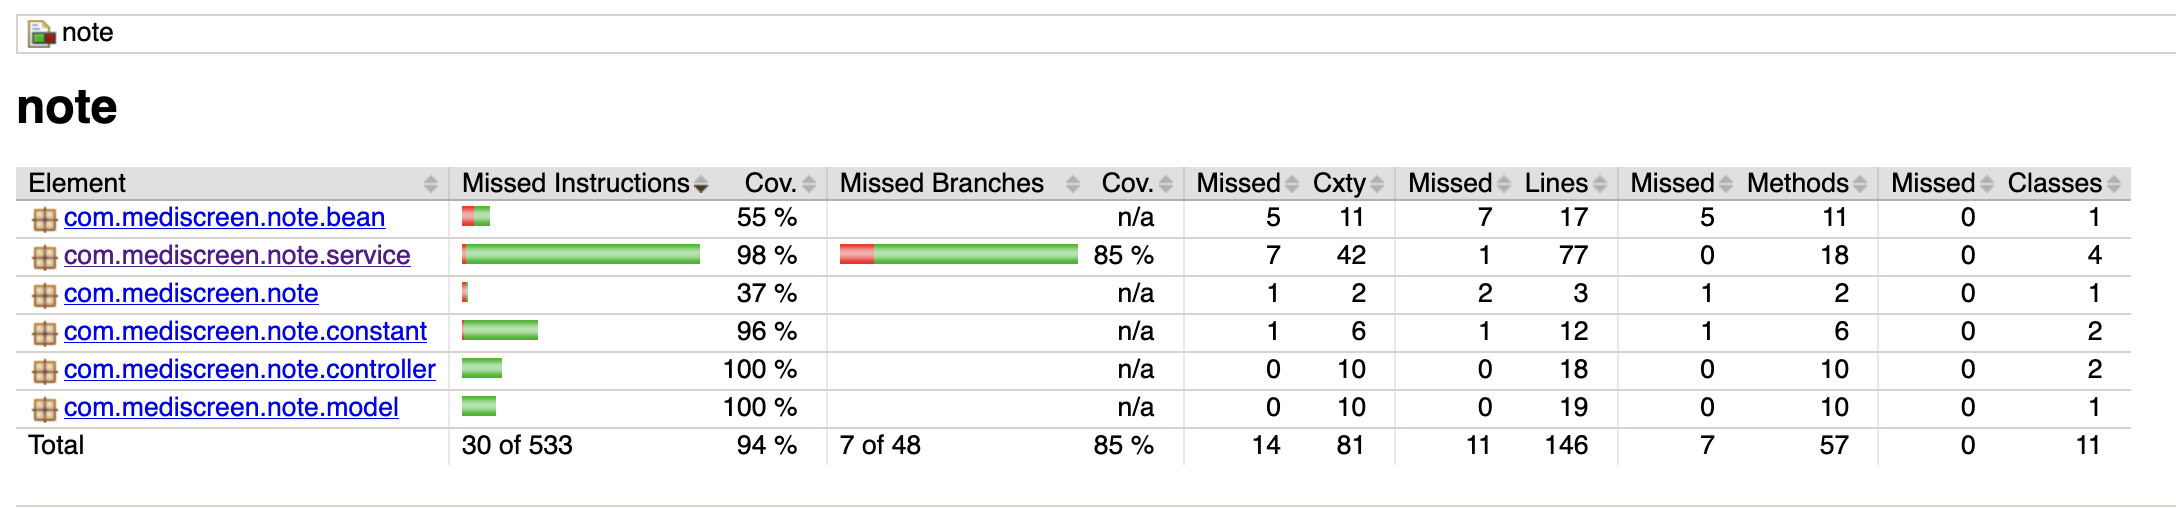 note
note
Element Missed Instructions Cov. Missed Branches Cov. Missed Cxty Missed Lines Missed Methods Missed Classes
com.mediscreen.note.bean 55 % n/a 5 11 7 17 5 11 0 1
com.mediscreen.note.service 98 % 85 % 7 42 1 77 0 18 0 4
com.mediscreen.note 37 % n/a 1 2 2 3 1 2 0 1
com.mediscreen.note.constant 96 % n/a 1 6 1 12 1 6 0 2
com.mediscreen.note.controller 100 % n/a 0 10 0 18 0 10 0 2
com.mediscreen.note.model 100 % n/a 0 10 0 19 0 10 0 1
Total 30 of 533 94 % 7 of 48 85 % 14 81 11 146 7 57 0 11